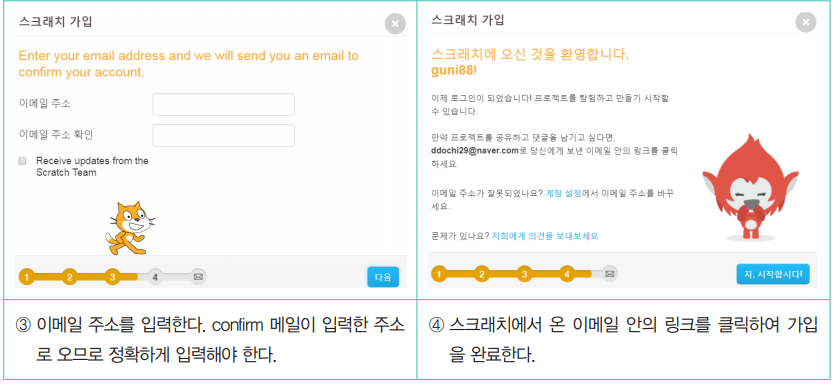 스크래치 가입
Enter your email address and we will send you an email to
confirm your account.
이메일 주소
이메일 주소 확인
Receive updates from the
Scratch Team
1 2 3 4
다음
③ 이메일 주소를 입력한다. confirm 메일이 입력한 주소
로 오므로 정확하게 입력해야 한다.
스크래치 가입
스크래치에 오신 것을 환영합니다,
guni88!
이제 로그인이 되었습니다! 프로젝트를 탐험하고 만들기 시작할
수 있습니다.
만약 프로젝트를 공유하고 댓글을 남기고 싶다면,
ddochi29@naver.com로 당신에게 보낸 이메일 안의 링크를 클릭
하세요.
이메일 주소가 잘못되었나요? 계정 설정에서 이메일 주소를 바꾸
세요..
문제가 있나요? 저희에게 의견을 보내보세요
1 2 3 4
자, 시작합시다!
④ 스크래치에서 온 이메일 안의 링크를 클릭하여 가입
을 완료한다.